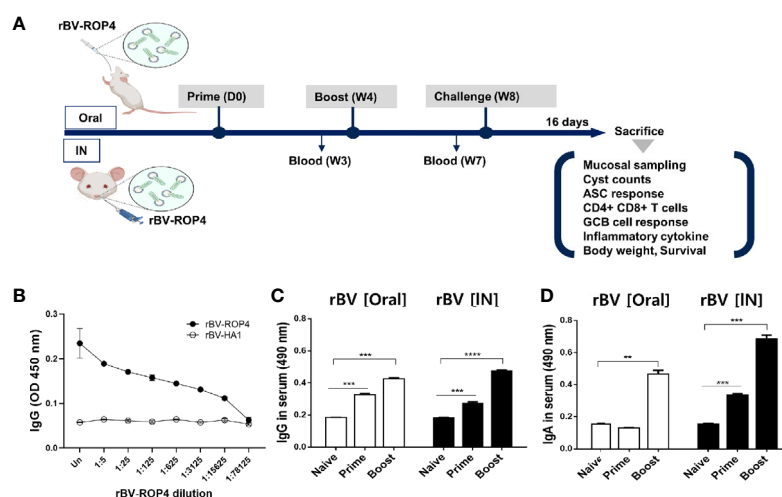 A
rBV-ROP4
Prime (D0)
Boost (W4)
Challenge (W8)
Oral
16 days
Sacrifice
IN
Blood (W3)
Blood (W7)
rBV-ROP4
Mucosal sampling
Cyst counts
ASC response
CD4+ CD8+ T cells
GCB cell response
Inflammatory cytokine
Body weight, Survival
B
IgG (OD 450 nm)
0.3
0.2
0.1
0.0
rBV-ROP4
rBV-HA1
Un
1:5
1:25
1:125
1:625
1:3125
1:15625
1:78125
rBV-ROP4 dilution
C
rBV [Oral]
rBV [IN]
IgG in serum (490 nm)
0.8
0.6
0.4
0.2
0.0
***
***
****
***
Naive
Prime
Boost
Naive
Prime
Boost
D
rBV [Oral]
rBV [IN]
IgA in serum (490 nm)
0.8
0.6
0.4
0.2
0.0
**
***
***
Naive
Prime
Boost
Naive
Prime
Boost